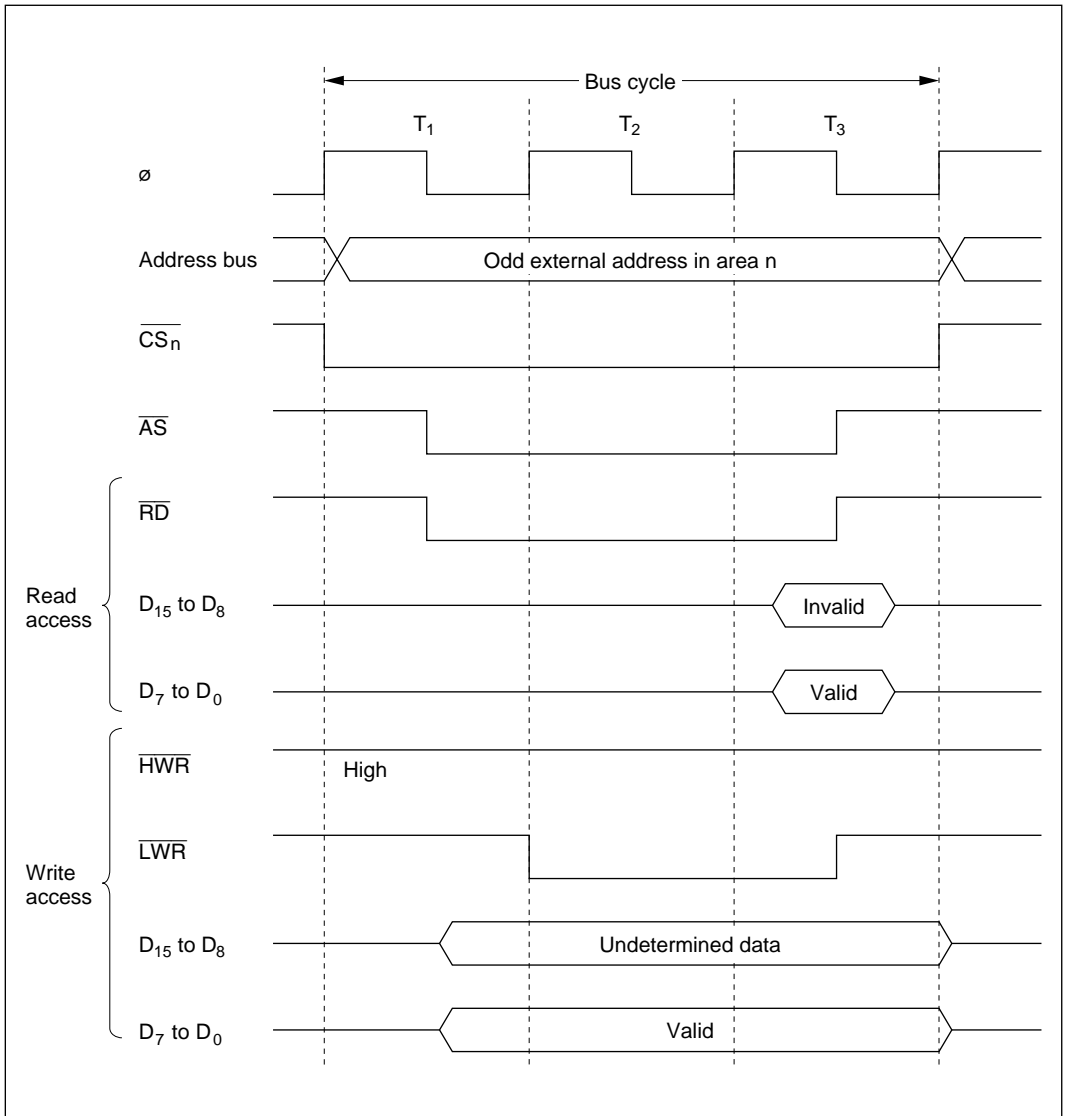 Bus cycle
T1 T2 T3
ø
Address bus Odd external address in area n
CSn
AS
RD
Read access
D15 to D8 Invalid
D7 to D0 Valid
HWR High
LWR
Write access
D15 to D8 Undetermined data
D7 to D0 Valid